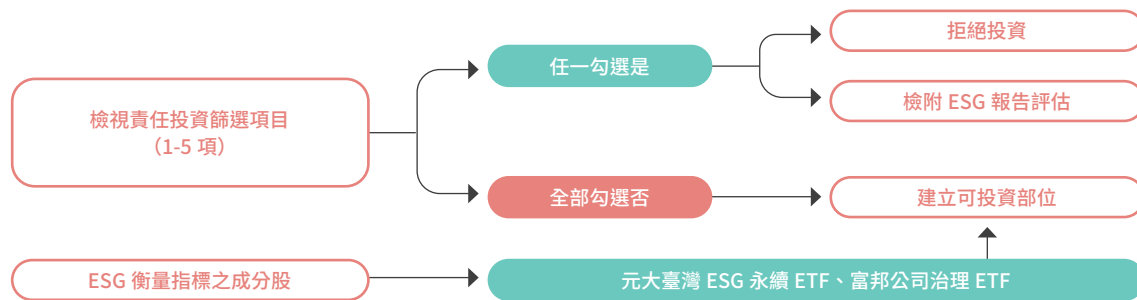 檢視責任投資篩選項目
（1-5 項）
任一勾選是
拒絕投資
檢附 ESG 報告評估
全部勾選否
建立可投資部位
ESG 衡量指標之成分股
元大臺灣 ESG 永續 ETF、富邦公司治理 ETF